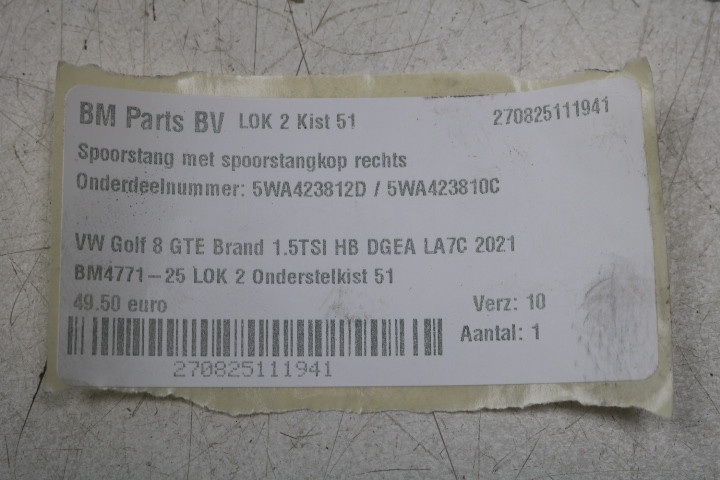 BM Parts BV LOK 2 Kist 51 270825111941
Spoorstang met spoorstangkop rechts
Onderdeelnummer: 5WA423812D / 5WA423810C
VW Golf 8 GTE Brand 1.5TSI HB DGEA LA7C 2021
BM4771-25 LOK 2 Onderstelkist 51
49.50 euro Verz: 10
Aantal: 1
270825111941